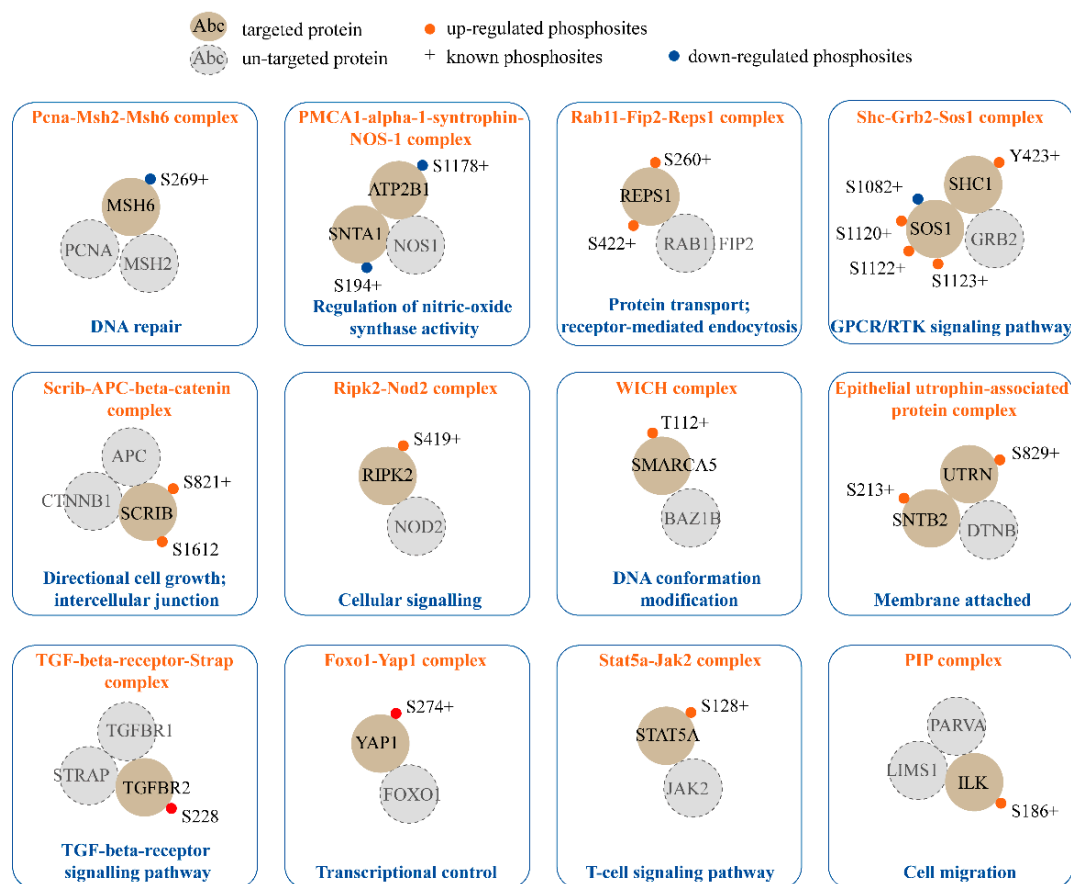 Abc targeted protein up-regulated phosphosites
Abc un-targeted protein + known phosphosites down-regulated phosphosites
Pcna-Msh2-Msh6 complex
S269+
MSH6
PCNA
MSH2
DNA repair
PMCA1-alpha-1-syntrophin-
NOS-1 complex
S1178+
ATP2B1
SNTA1
NOS1
S194+
Regulation of nitric-oxide
synthase activity
Rab11-Fip2-Reps1 complex
S260+
REPS1
S422+
RAB11FIP2
Protein transport;
receptor-mediated endocytosis
Shc-Grb2-Sos1 complex
Y423+
S1082+
SHC1
SOS1
S1120+
GRB2
S1122+
S1123+
GPCR/RTK signaling pathway
Scrib-APC-beta-catenin
complex
APC
S821+
CTNNB1
SCRIB
S1612
Directional cell growth;
intercellular junction
Ripk2-Nod2 complex
S419+
RIPK2
NOD2
Cellular signalling
WICH complex
T112+
SMARCA5
BAZ1B
DNA conformation
modification
Epithelial utrophin-associated
protein complex
S829+
UTRN
S213+
SNTB2
DTNB
Membrane attached
TGF-beta-receptor-Strap
complex
TGFBR1
STRAP
TGFBR2
S228
TGF-beta-receptor
signalling pathway
Foxo1-Yap1 complex
S274+
YAP1
FOXO1
Transcriptional control
Stat5a-Jak2 complex
S128+
STAT5A
JAK2
T-cell signaling pathway
PIP complex
PARVA
LIMS1
ILK
S186+
Cell migration